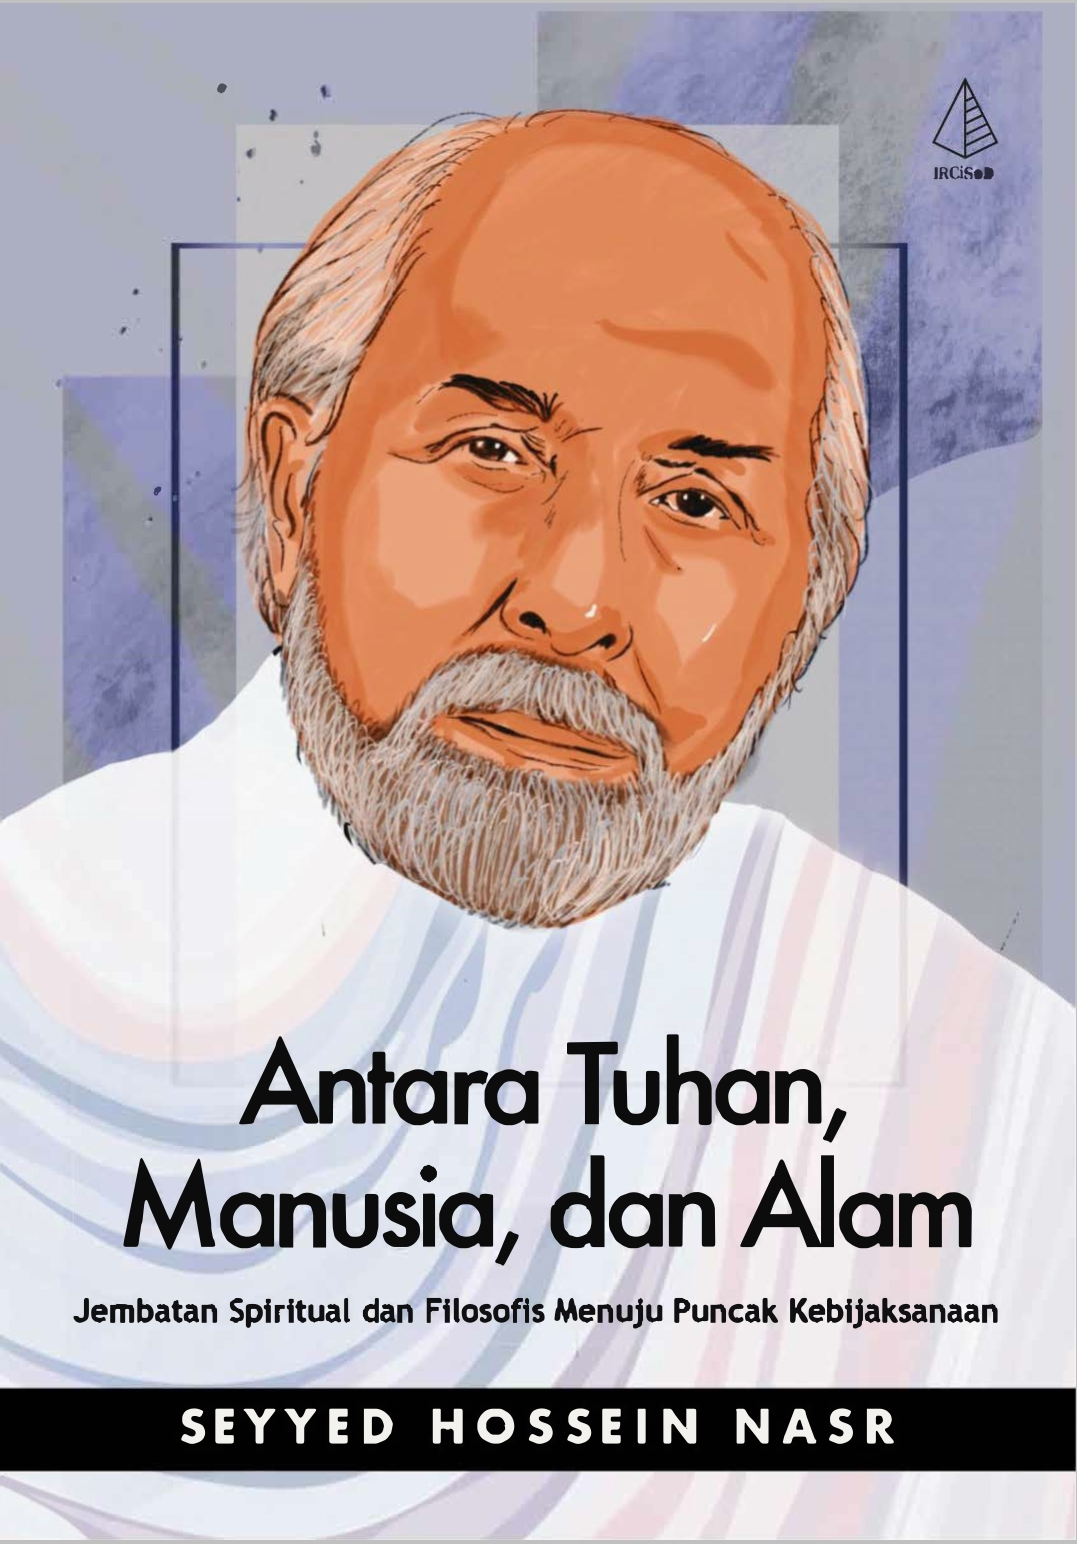 IRCiSoD
Antara Tuhan,
Manusia, dan Alam
Jembatan Spiritual dan Filosofis Menuju Puncak Kebijaksanaan
SEYYED HOSSEIN NASR